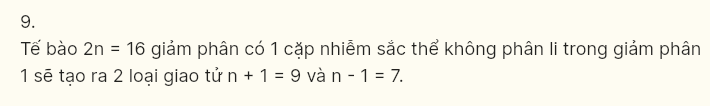 9.
Tế bào 2n = 16 giảm phân có 1 cặp nhiễm sắc thể không phân li trong giảm phân
1 sẽ tạo ra 2 loại giao tử n + 1 = 9 và n - 1 = 7.